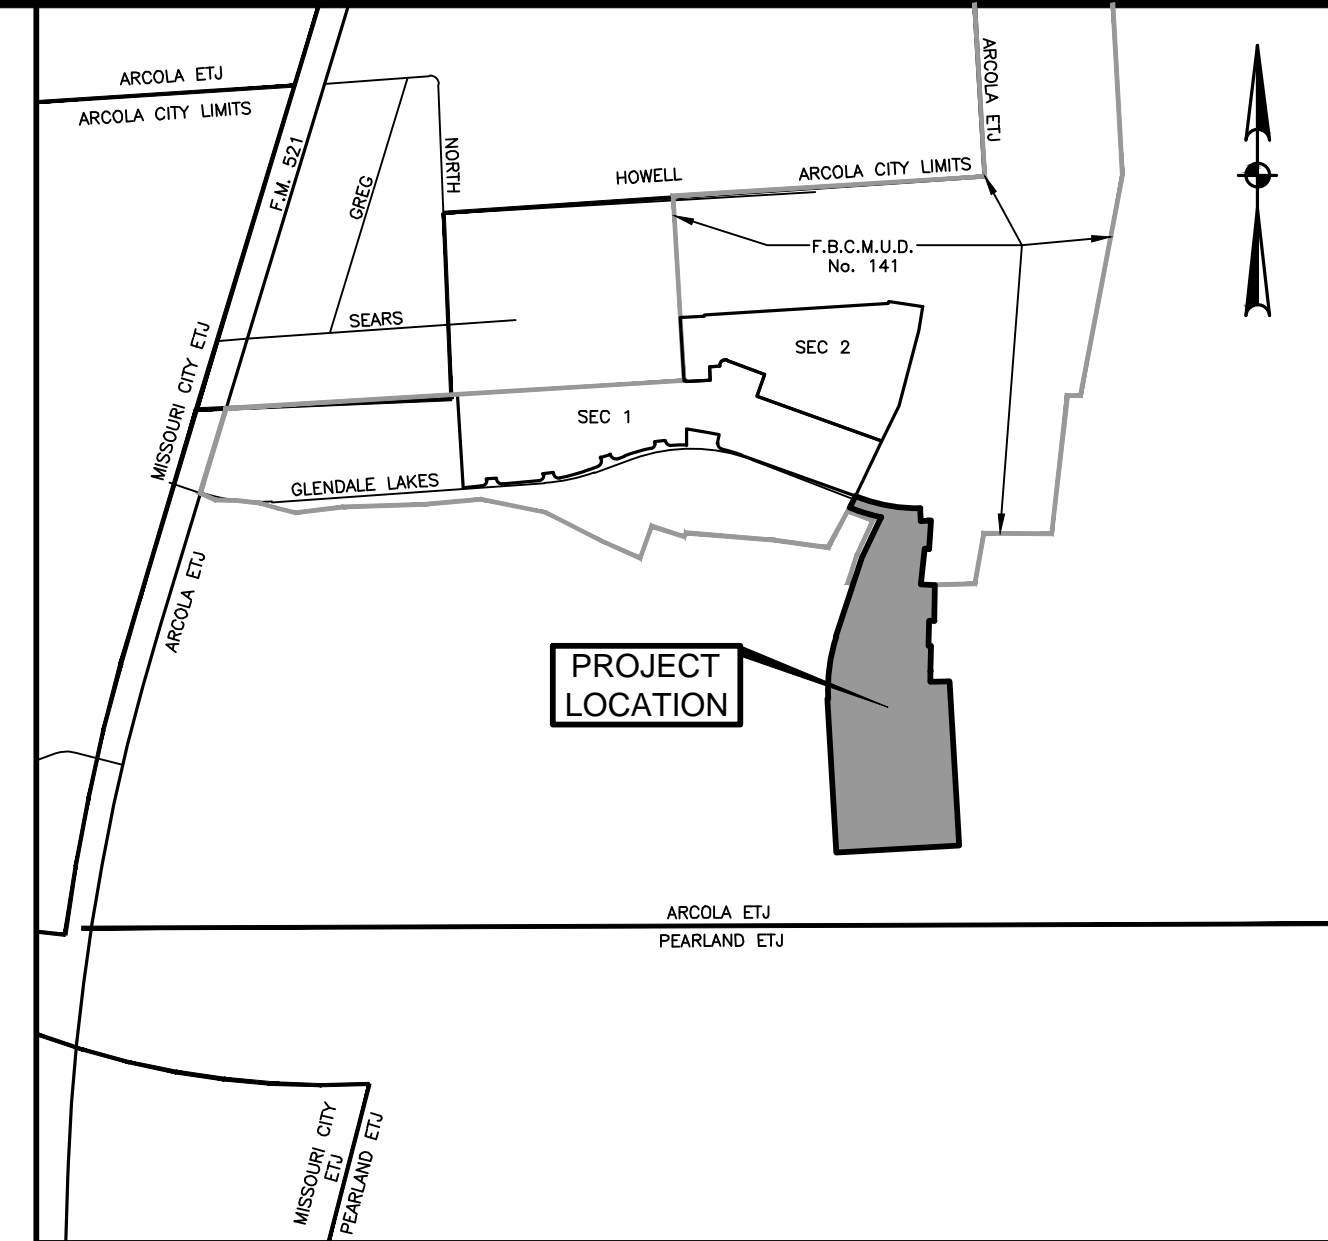 ARCOLA ETJ
ARCOLA CITY LIMITS
F.M. 521
GREG
NORTH
HOWELL
ARCOLA CITY LIMITS
ARCOLA ETJ
F.B.C.M.U.D.
No. 141
SEARS
SEC 2
MISSOURI CITY ETJ
SEC 1
GLENDALE LAKES
ARCOLA ETJ
PROJECT
LOCATION
ARCOLA ETJ
PEARLAND ETJ
MISSOURI CITY
ETJ
PEARLAND ETJ